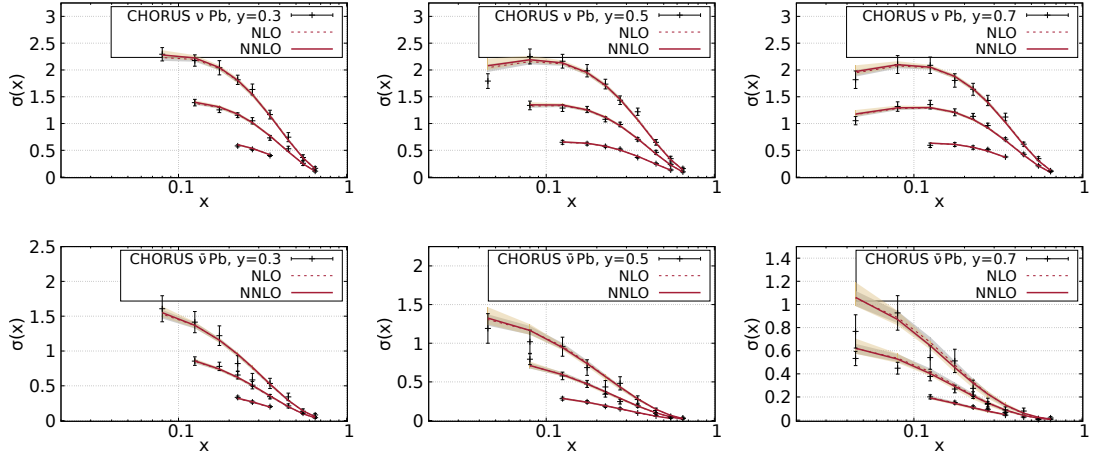 CHORUS ν Pb, y=0.3
NLO
NNLO
σ(x)
3
2.5
2
1.5
1
0.5
0
0.1
1
x
CHORUS ν Pb, y=0.5
NLO
NNLO
σ(x)
3
2.5
2
1.5
1
0.5
0
0.1
1
x
CHORUS ν Pb, y=0.7
NLO
NNLO
σ(x)
3
2.5
2
1.5
1
0.5
0
0.1
1
x
CHORUS ν̄ Pb, y=0.3
NLO
NNLO
σ(x)
2.5
2
1.5
1
0.5
0
0.1
1
x
CHORUS ν̄ Pb, y=0.5
NLO
NNLO
σ(x)
2
1.5
1
0.5
0
0.1
1
x
CHORUS ν̄ Pb, y=0.7
NLO
NNLO
σ(x)
1.4
1.2
1
0.8
0.6
0.4
0.2
0
0.1
1
x